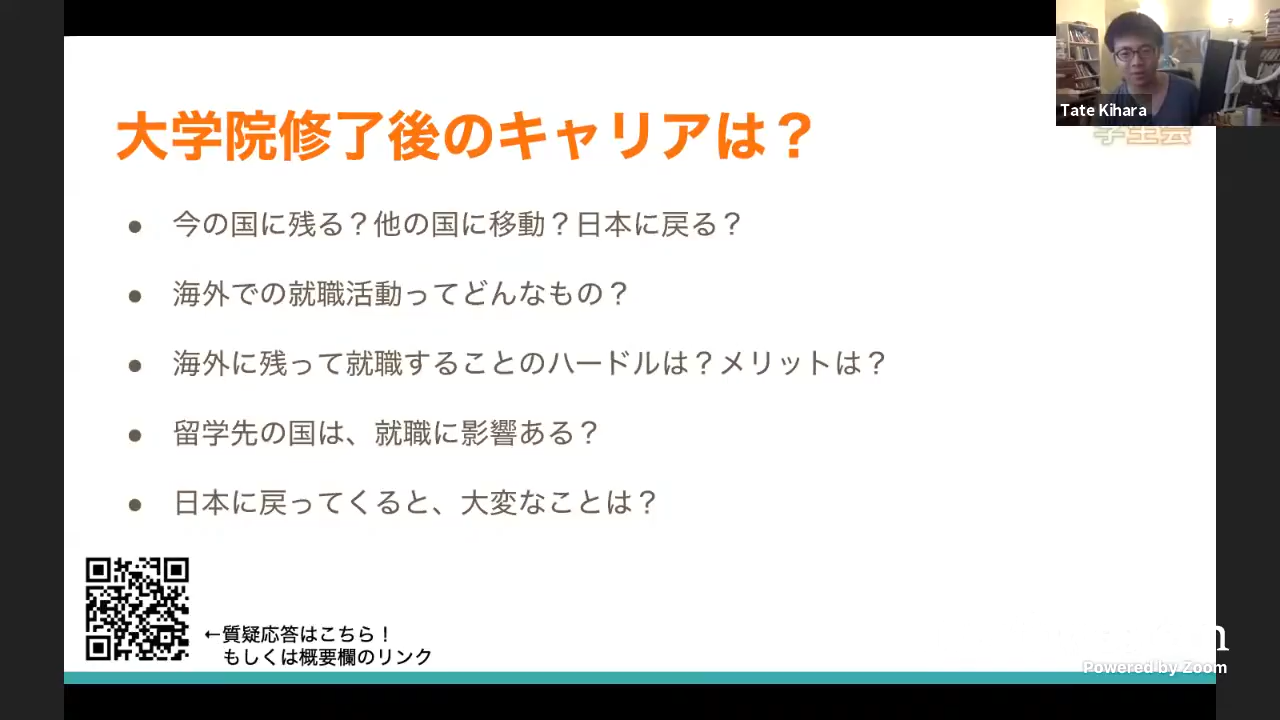 Tate Kihara
学生会
大学院修了後のキャリアは？
● 今の国に残る？他の国に移動？日本に戻る？
● 海外での就職活動ってどんなもの？
● 海外に残って就職することのハードルは？メリットは？
● 留学先の国は、就職に影響ある？
● 日本に戻ってくると、大変なことは？
←質疑応答はこちら！
もしくは概要欄のリンク
Powered by Zoom